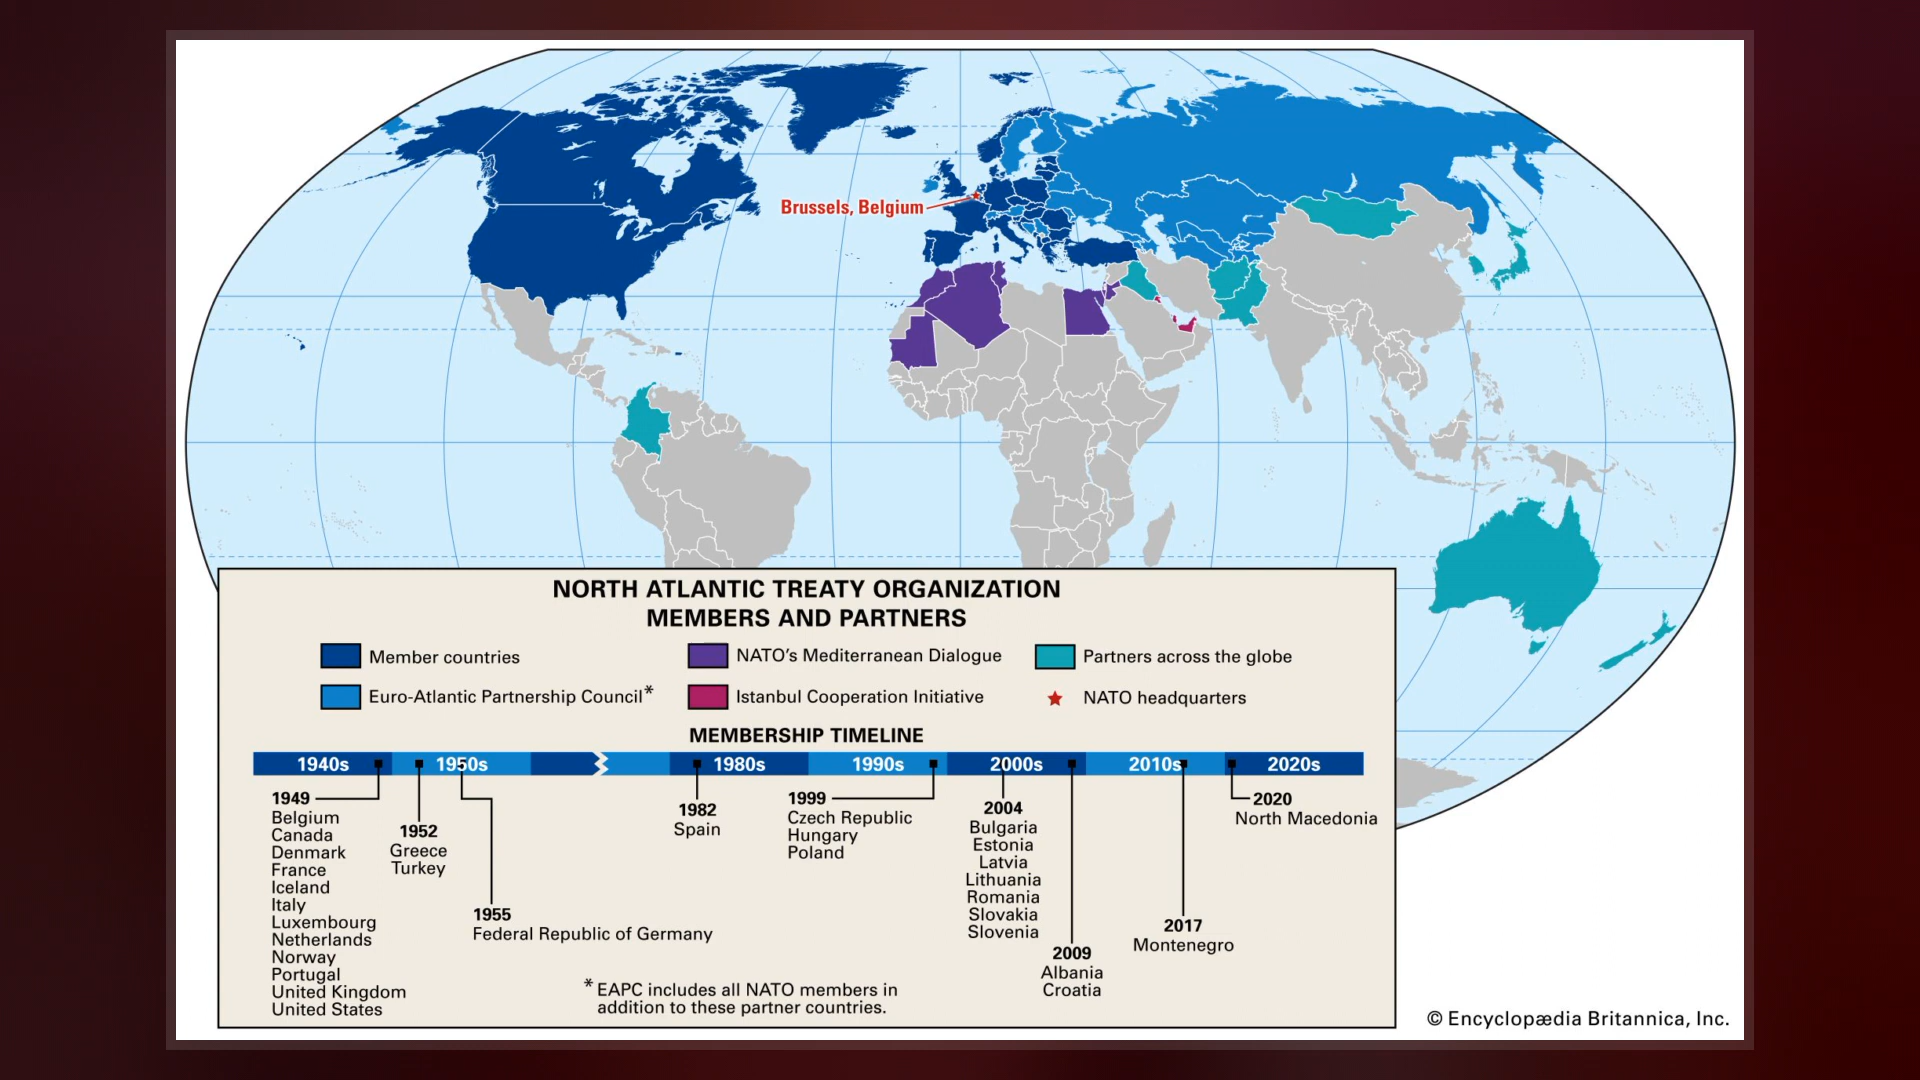 Brussels, Belgium
NORTH ATLANTIC TREATY ORGANIZATION
MEMBERS AND PARTNERS
Member countries
NATO's Mediterranean Dialogue
Partners across the globe
Euro-Atlantic Partnership Council*
Istanbul Cooperation Initiative
NATO headquarters
MEMBERSHIP TIMELINE
1940s 1950s 1980s 1990s 2000s 2010s 2020s
1949
Belgium
Canada
Denmark
France
Iceland
Italy
Luxembourg
Netherlands
Norway
Portugal
United Kingdom
United States
1952
Greece
Turkey
1955
Federal Republic of Germany
1982
Spain
1999
Czech Republic
Hungary
Poland
2004
Bulgaria
Estonia
Latvia
Lithuania
Romania
Slovakia
Slovenia
2009
Albania
Croatia
2017
Montenegro
2020
North Macedonia
* EAPC includes all NATO members in
addition to these partner countries.
© Encyclopædia Britannica, Inc.